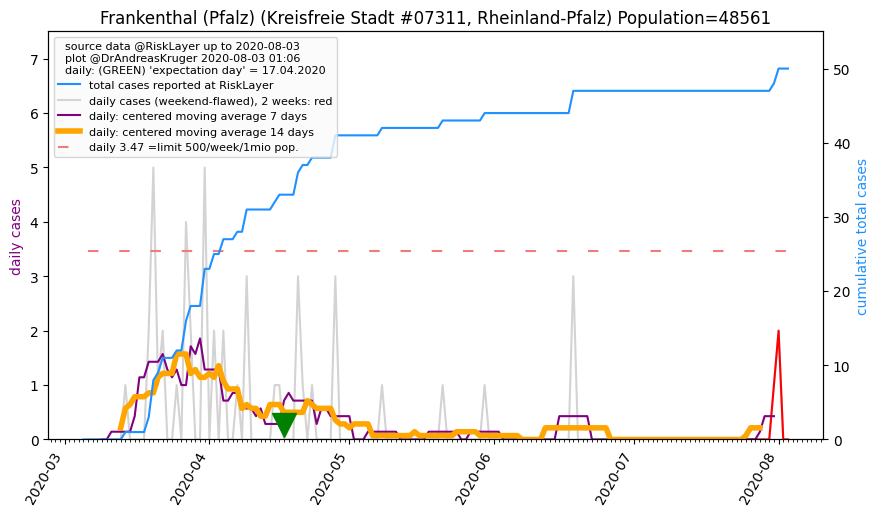 Frankenthal (Pfalz) (Kreisfreie Stadt #07311, Rheinland-Pfalz) Population=48561
source data @RiskLayer up to 2020-08-03
plot @DrAndreasKruger 2020-08-03 01:06
daily: (GREEN) 'expectation day' = 17.04.2020
total cases reported at RiskLayer
daily cases (weekend-flawed), 2 weeks: red
daily: centered moving average 7 days
daily: centered moving average 14 days
daily 3.47 =limit 500/week/1mio pop.
daily cases
7
6
5
4
3
2
1
0
cumulative total cases
50
40
30
20
10
0
2020-03
2020-04
2020-05
2020-06
2020-07
2020-08